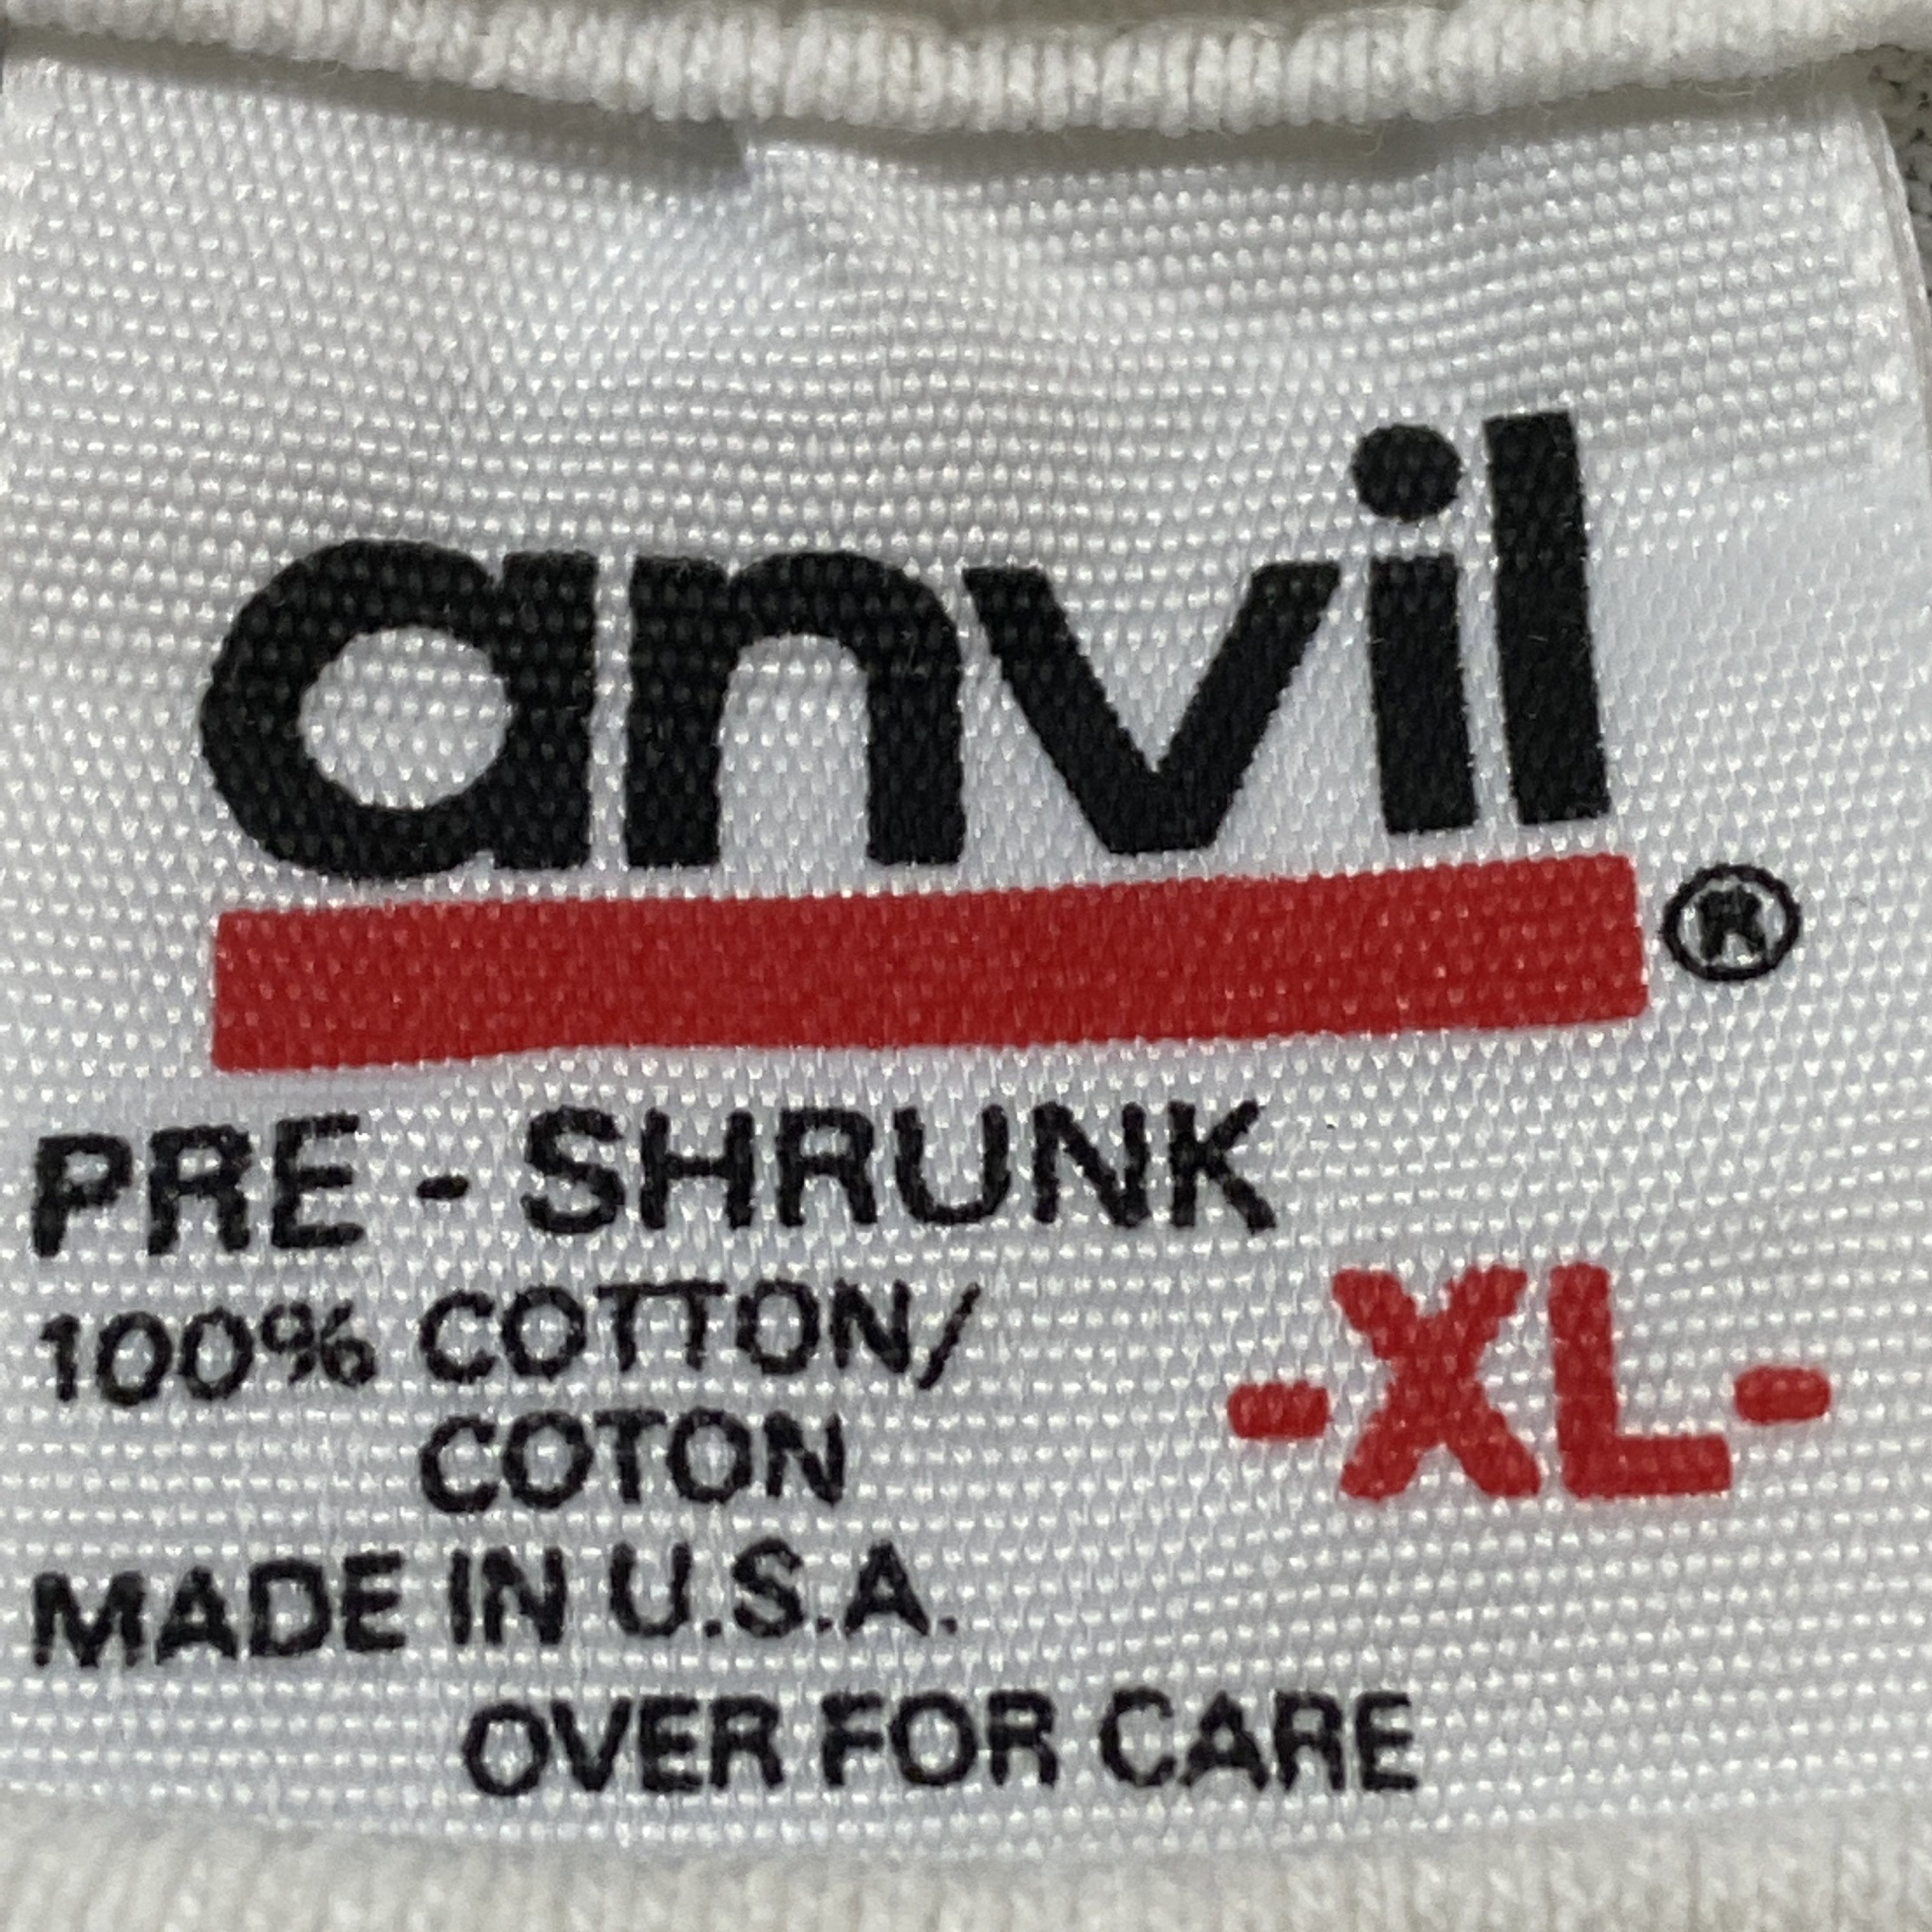 anvil®
PRE - SHRUNK
100% COTTON/
COTON
-XL-
MADE IN U.S.A.
OVER FOR CARE